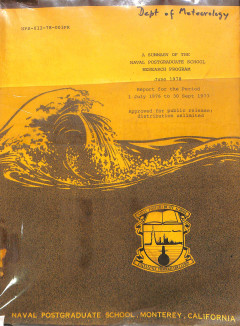 Dept of Meteorology
NPS-012-78-001PR
A SUMMARY OF THE
NAVAL POSTGRADUATE SCHOOL
RESEARCH PROGRAM
June 1978
Report for the Period
1 July 1976 to 30 Sept 1977
Approved for public release;
distribution unlimited
NAVAL POSTGRADUATE SCHOOL, MONTEREY, CALIFORNIA